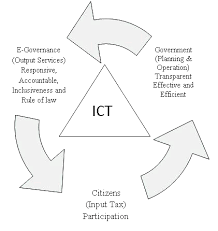 E-Governance
(Output Services)
Responsive,
Accountable,
Inclusiveness and
Rule of law
Government
(Planning &
Operation)
Transparent
Effective and
Efficient
ICT
Citizens
(Input Tax)
Participation